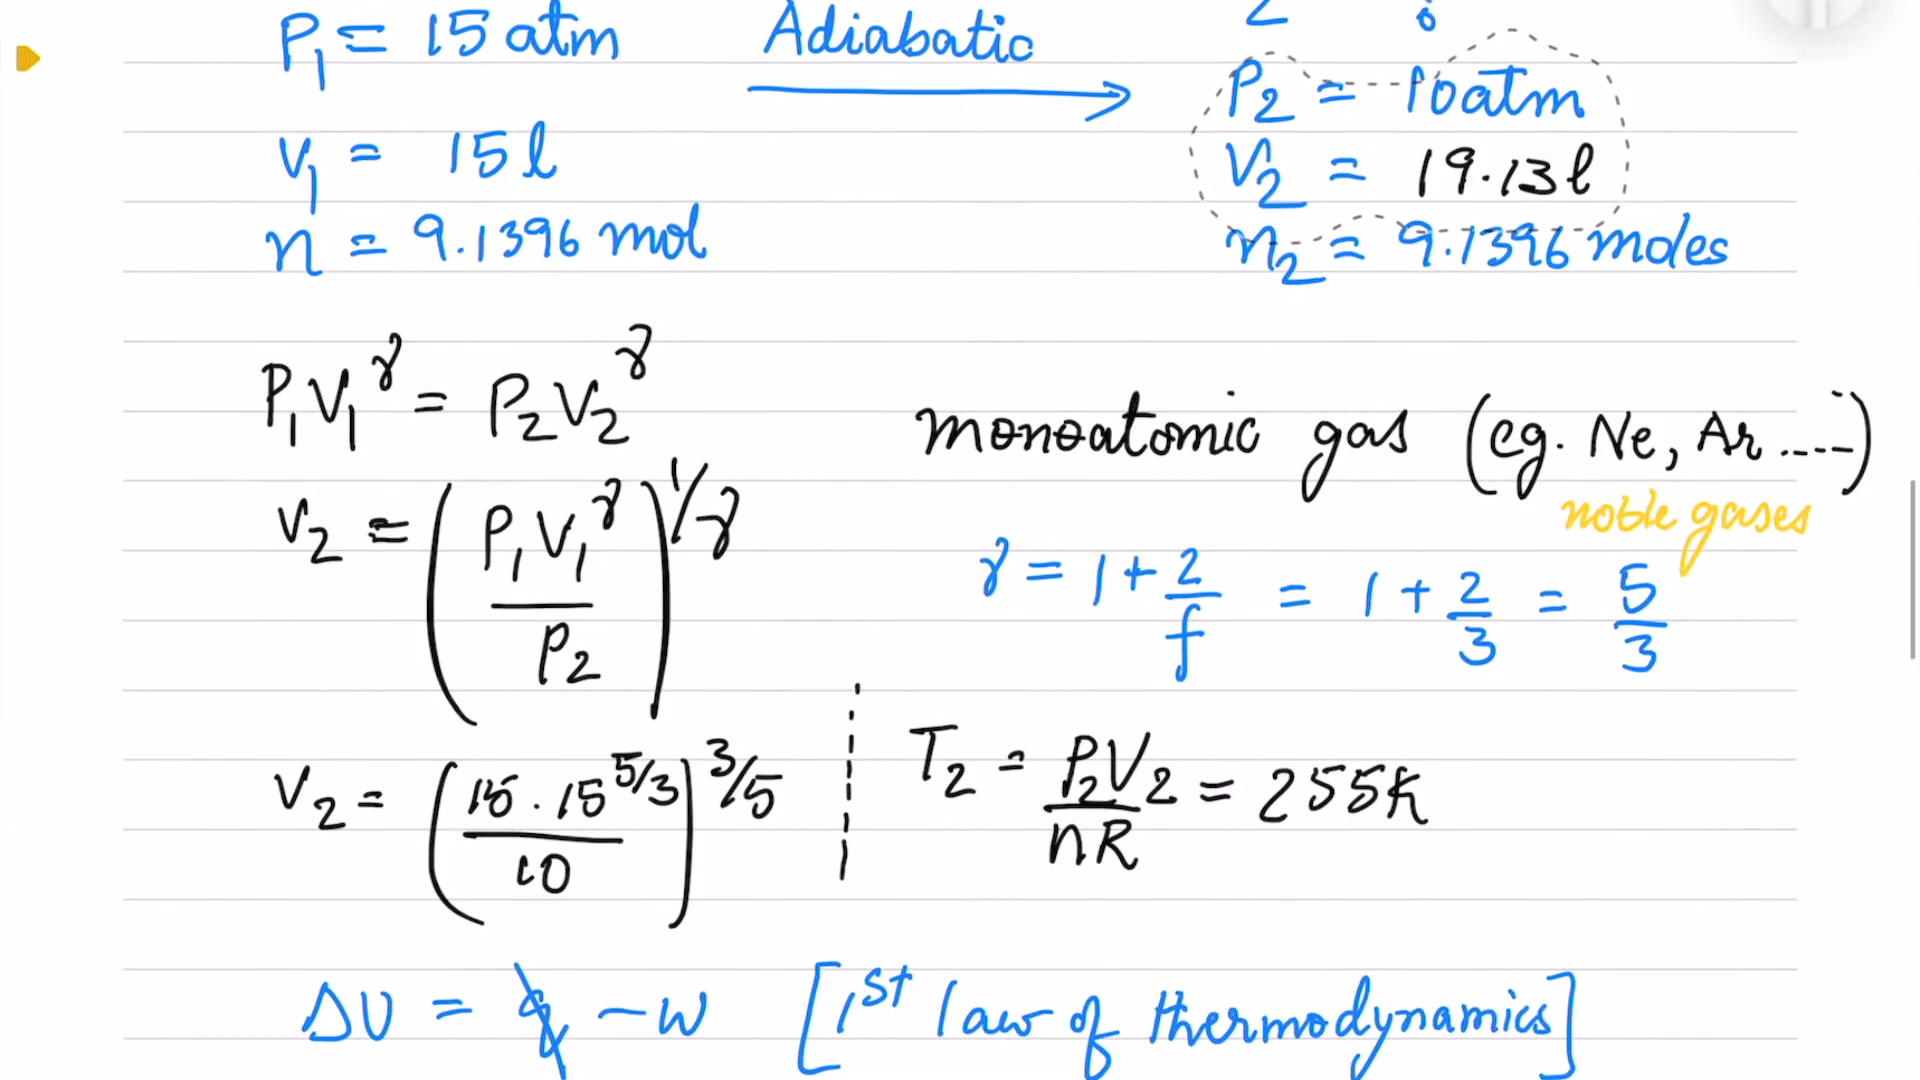 P₁ = 15 atm
Adiabatic
P₂ = 10 atm
V₁ = 15 l
V₂ = 19.13 l
n = 9.1396 mol
n₂ = 9.1396 moles
P₁V₁^γ = P₂V₂^γ
monoatomic gas (eg. Ne, Ar .....)
noble gases
V₂ = (P₁V₁^γ / P₂)^1/γ
γ = 1 + 2/f = 1 + 2/3 = 5/3
V₂ = (15 . 15^5/3 / 10)^3/5
T₂ = P₂V₂ / nR = 255K
ΔU = q - w [1st law of thermodynamics]